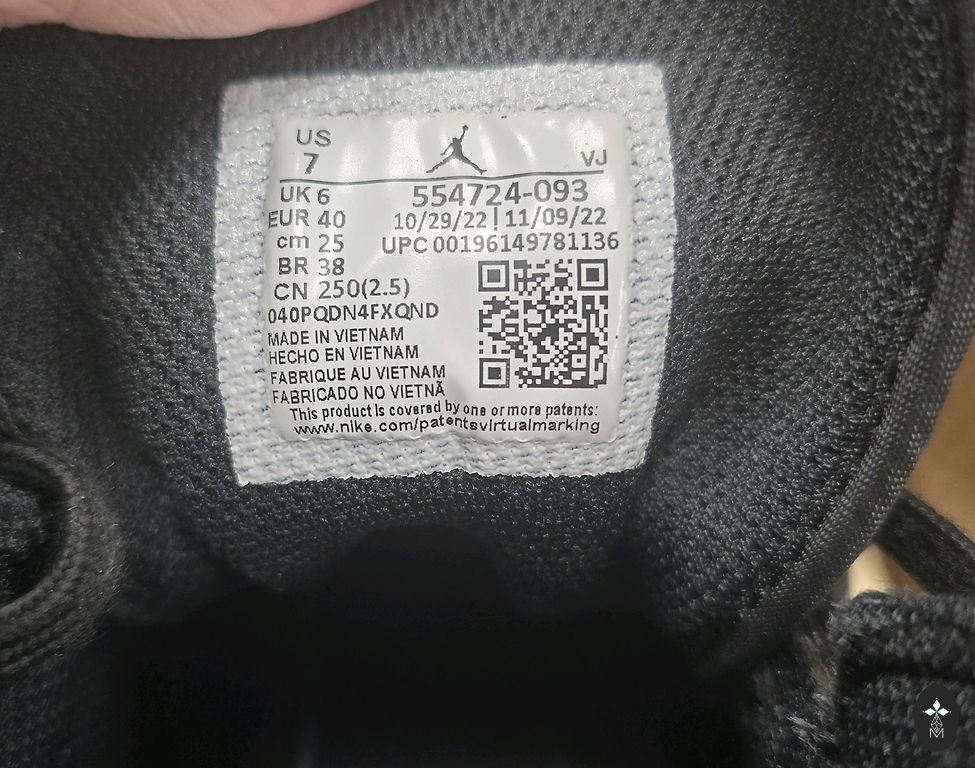 US
7
VJ
UK 6
554724-093
EUR 40
10/29/22 | 11/09/22
cm 25
UPC 00196149781136
BR 38
CN 250(2.5)
040PQDN4FXQND
MADE IN VIETNAM
HECHO EN VIETNAM
FABRIQUE AU VIETNAM
FABRICADO NO VIETNÃ
This product is covered by one or more patents:
www.nike.com/patentsvirtualmarking
M